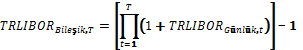 TRLIBOR_{Bileşik,T} = [∏_{t=1}^{T} (1 + TRLIBOR_{Günlük,t})] − 1